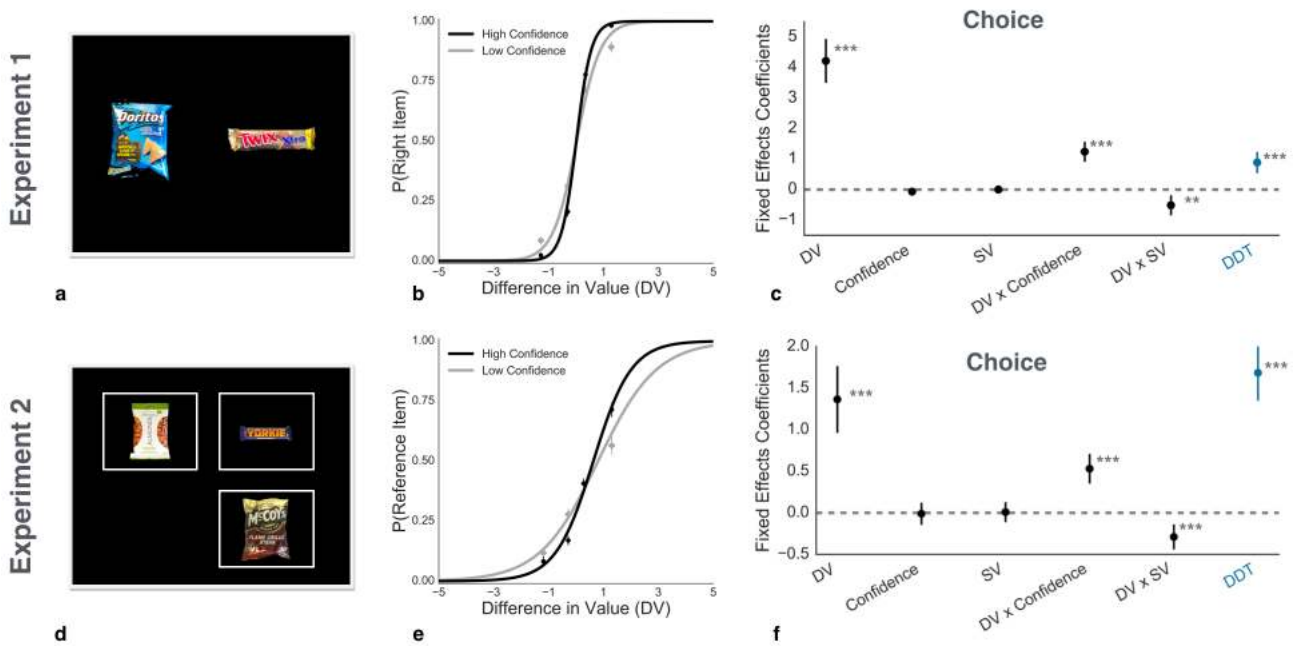 Experiment 1
Doritos
TWIX Xtra
a
1.00
0.75
0.50
0.25
0.00
P(Right Item)
High Confidence
Low Confidence
−5 −3 −1 1 3 5
Difference in Value (DV)
b
Choice
Fixed Effects Coefficients
5
4
3
2
1
0
−1
***
***
**
***
DV
Confidence
SV
DV x Confidence
DV x SV
DDT
c
Experiment 2
YORKIE
McCOY'S
FLAME GRILLED
STEAK
d
1.00
0.75
0.50
0.25
0.00
P(Reference Item)
High Confidence
Low Confidence
−5 −3 −1 1 3 5
Difference in Value (DV)
e
Choice
Fixed Effects Coefficients
2.0
1.5
1.0
0.5
0.0
−0.5
***
***
***
***
DV
Confidence
SV
DV x Confidence
DV x SV
DDT
f